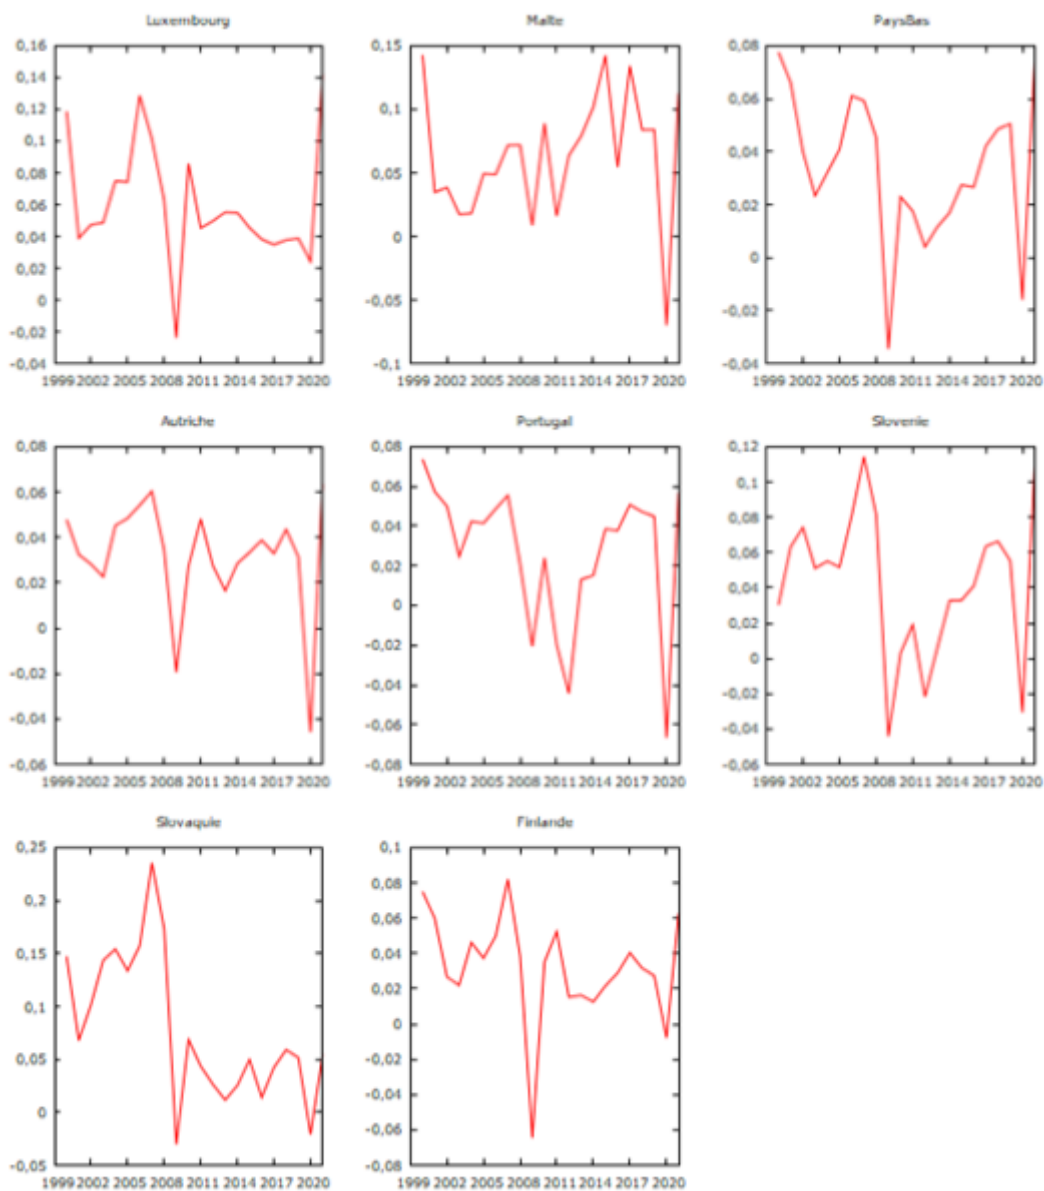 Luxembourg Malte PaysBas
0,16 0,15 0,08
0,14 0,06
0,12 0,1
0,1 0,04
0,08 0,05
0,06 0,02
0,04 0
0,02 0
0 -0,05
-0,02 -0,02
-0,04 -0,1 -0,04
1999 2002 2005 2008 2011 2014 2017 2020 1999 2002 2005 2008 2011 2014 2017 2020 1999 2002 2005 2008 2011 2014 2017 2020
Autriche Portugal Slovenie
0,08 0,08 0,12
0,06 0,06 0,1
0,04 0,04 0,08
0,02 0,02 0,06
0 0 0,04
-0,02 -0,02 0,02
-0,04 -0,04 0
-0,06 -0,02
-0,04
-0,06 -0,08 -0,06
1999 2002 2005 2008 2011 2014 2017 2020 1999 2002 2005 2008 2011 2014 2017 2020 1999 2002 2005 2008 2011 2014 2017 2020
Slovaquie Finlande
0,25 0,1
0,2 0,08
0,06
0,15 0,04
0,1 0,02
0
0,05 -0,02
0 -0,04
-0,06
-0,05 -0,08
1999 2002 2005 2008 2011 2014 2017 2020 1999 2002 2005 2008 2011 2014 2017 2020